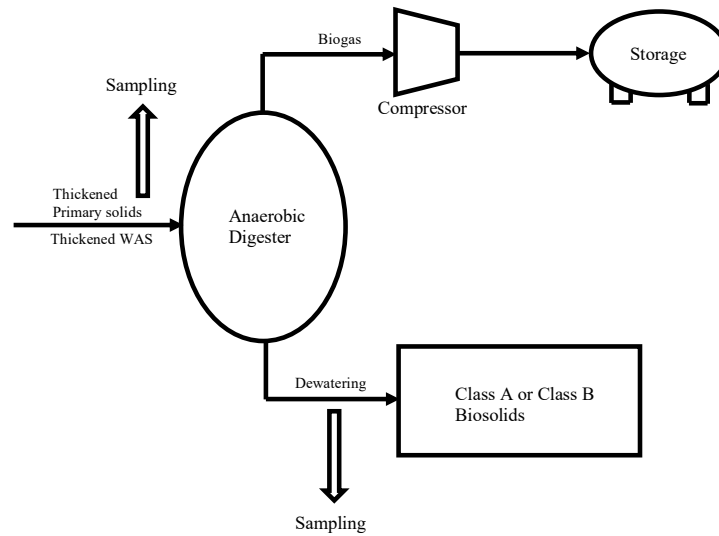 Biogas
Storage
Compressor
Sampling
Thickened
Primary solids
Thickened WAS
Anaerobic
Digester
Dewatering
Class A or Class B
Biosolids
Sampling